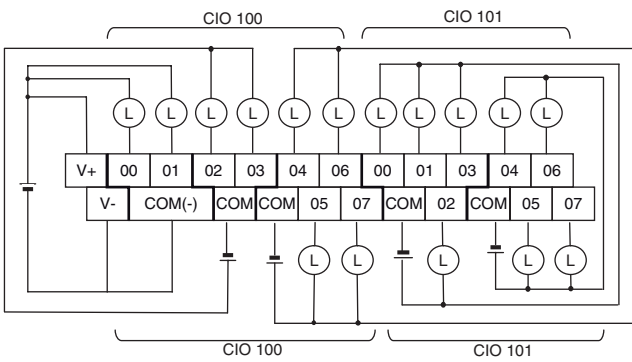 CIO 100 CIO 101
L L L L L L L L L L L
V+ 00 01 02 03 04 06 00 01 03 04 06
V- COM(-) COM COM 05 07 COM 02 COM 05 07
L L L L L
CIO 100 CIO 101